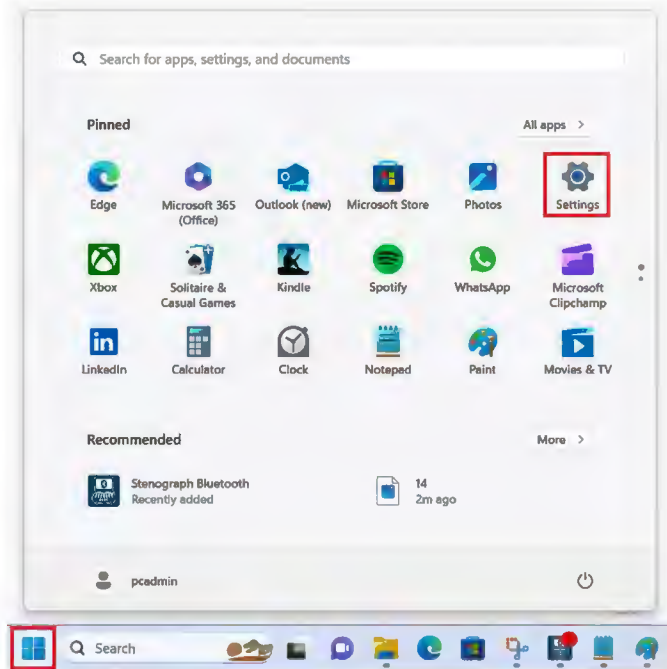 Search for apps, settings, and documents
Pinned
All apps >
Edge
Microsoft 365
(Office)
Outlook (new)
Microsoft Store
Photos
Settings
Xbox
Solitaire &
Casual Games
Kindle
Spotify
WhatsApp
Microsoft
Clipchamp
in
LinkedIn
Calculator
Clock
Notepad
Paint
Movies & TV
Recommended
More >
Stenograph Bluetooth
Recently added
14
2m ago
pcadmin
Search